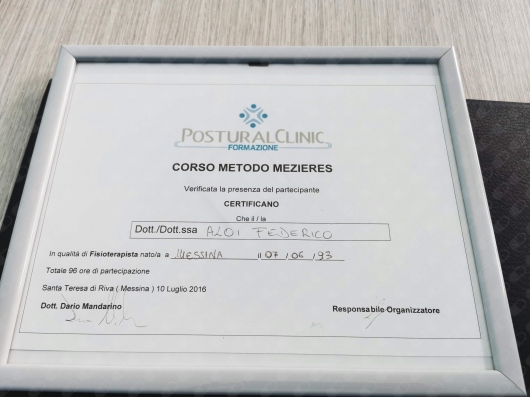 POSTURALCLINIC
FORMAZIONE
CORSO METODO MEZIERES
Verificata la presenza del partecipante
CERTIFICANO
Che il / la
Dott./Dott.ssa ALOI FEDERICO
In qualità di Fisioterapista nato/a a MESSINA il 07/06/93
Totale 96 ore di partecipazione
Santa Teresa di Riva ( Messina ) 10 Luglio 2016
Dott. Dario Mandarino Responsabile Organizzatore